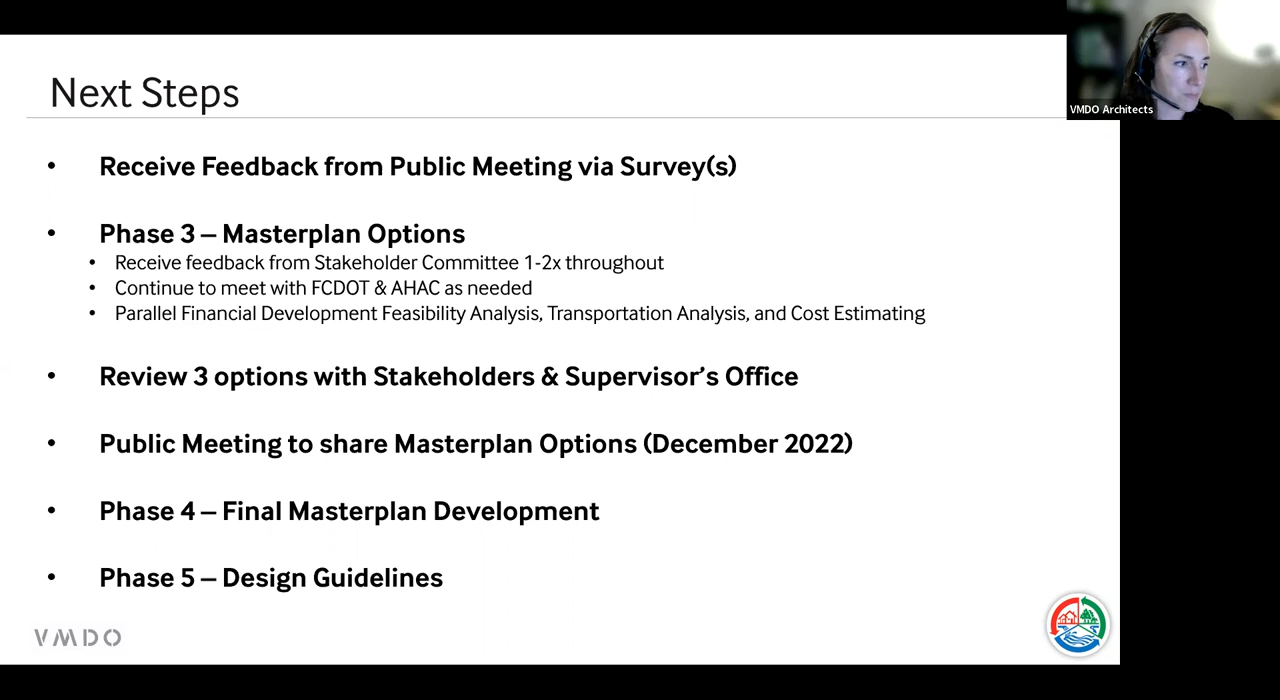 Next Steps
VMDO Architects
• Receive Feedback from Public Meeting via Survey(s)
• Phase 3 – Masterplan Options
• Receive feedback from Stakeholder Committee 1-2x throughout
• Continue to meet with FCDOT & AHAC as needed
• Parallel Financial Development Feasibility Analysis, Transportation Analysis, and Cost Estimating
• Review 3 options with Stakeholders & Supervisor’s Office
• Public Meeting to share Masterplan Options (December 2022)
• Phase 4 – Final Masterplan Development
• Phase 5 – Design Guidelines
VMDO